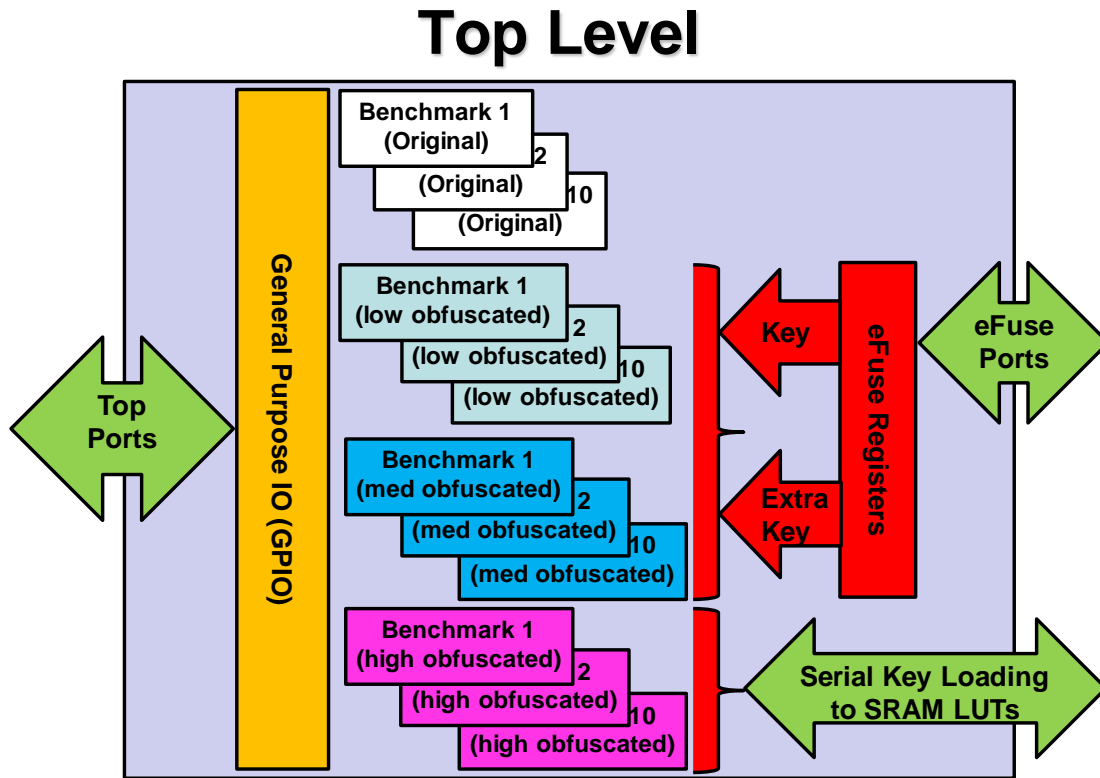 Top Level
Benchmark 1
(Original)
2
(Original)
10
(Original)
General Purpose IO (GPIO)
Benchmark 1
(low obfuscated)
2
(low obfuscated)
10
(low obfuscated)
Key
eFuse Registers
eFuse
Ports
Top
Ports
Benchmark 1
(med obfuscated)
2
(med obfuscated)
10
(med obfuscated)
Extra
Key
Benchmark 1
(high obfuscated)
2
(high obfuscated)
10
(high obfuscated)
Serial Key Loading
to SRAM LUTs